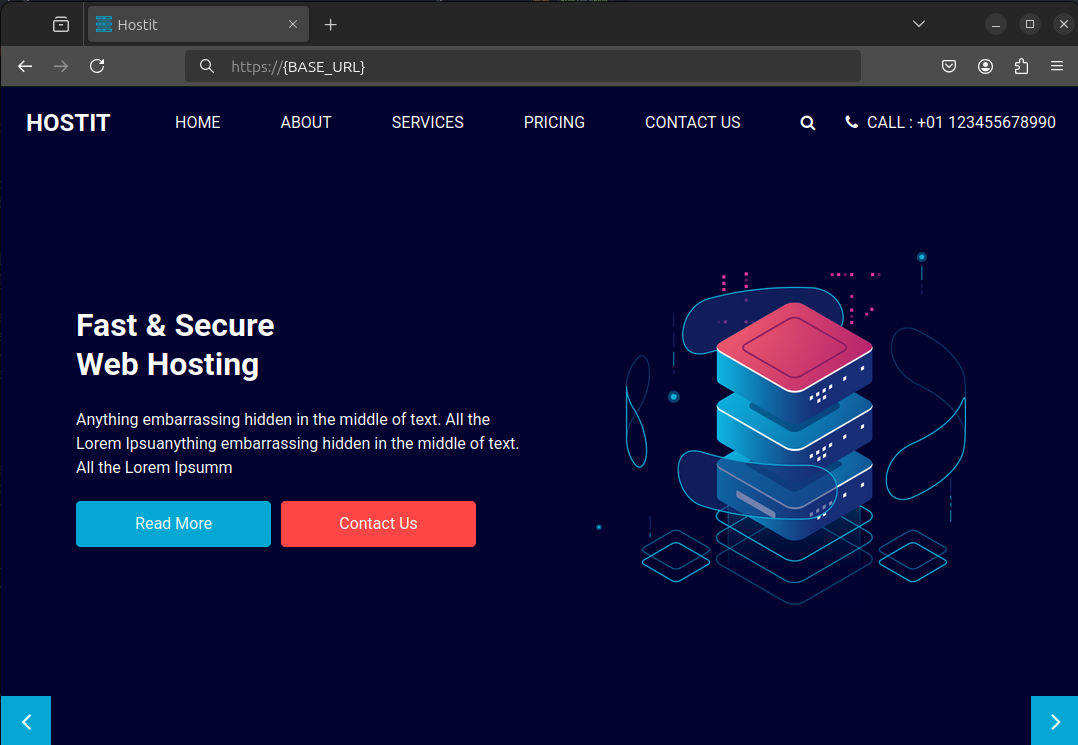 Hostit
https://{BASE_URL}
HOSTIT
HOME
ABOUT
SERVICES
PRICING
CONTACT US
CALL : +01 123455678990
Fast & Secure
Web Hosting
Anything embarrassing hidden in the middle of text. All the
Lorem Ipsuanything embarrassing hidden in the middle of text.
All the Lorem Ipsumm
Read More
Contact Us